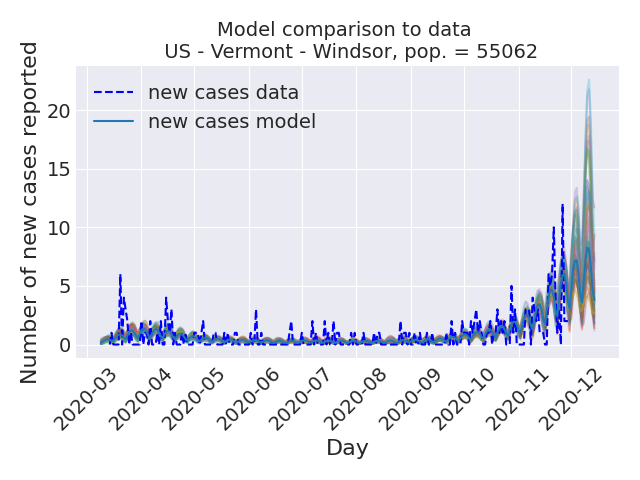 Model comparison to data
US - Vermont - Windsor, pop. = 55062
Number of new cases reported
new cases data
new cases model
20
15
10
5
0
2020-03
2020-04
2020-05
2020-06
2020-07
2020-08
2020-09
2020-10
2020-11
2020-12
Day